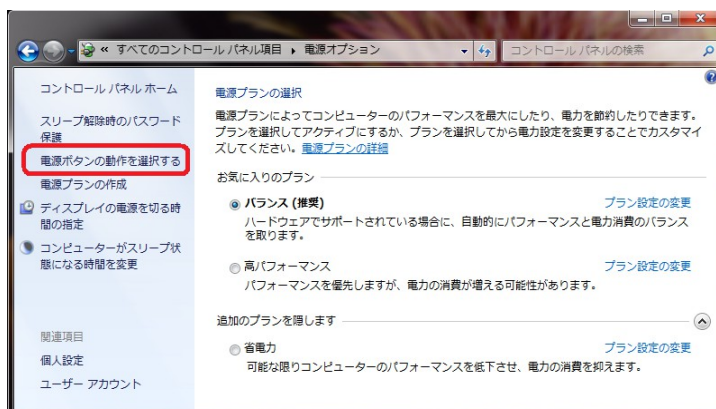 « すべてのコントロール パネル項目 ▸ 電源オプション
コントロール パネルの検索
コントロール パネル ホーム
スリープ解除時のパスワード
保護
電源ボタンの動作を選択する
電源プランの作成
ディスプレイの電源を切る時
間の指定
コンピューターがスリープ状
態になる時間を変更
関連項目
個人設定
ユーザー アカウント
電源プランの選択
電源プランによってコンピューターのパフォーマンスを最大にしたり、電力を節約したりできます。
プランを選択してアクティブにするか、プランを選択してから電力設定を変更することでカスタマイ
ズしてください。電源プランの詳細
お気に入りのプラン
バランス (推奨) プラン設定の変更
ハードウェアでサポートされている場合に、自動的にパフォーマンスと電力消費のバランス
を取ります。
高パフォーマンス プラン設定の変更
パフォーマンスを優先しますが、電力の消費が増える可能性があります。
追加のプランを隠します
省電力 プラン設定の変更
可能な限りコンピューターのパフォーマンスを低下させ、電力の消費を抑えます。